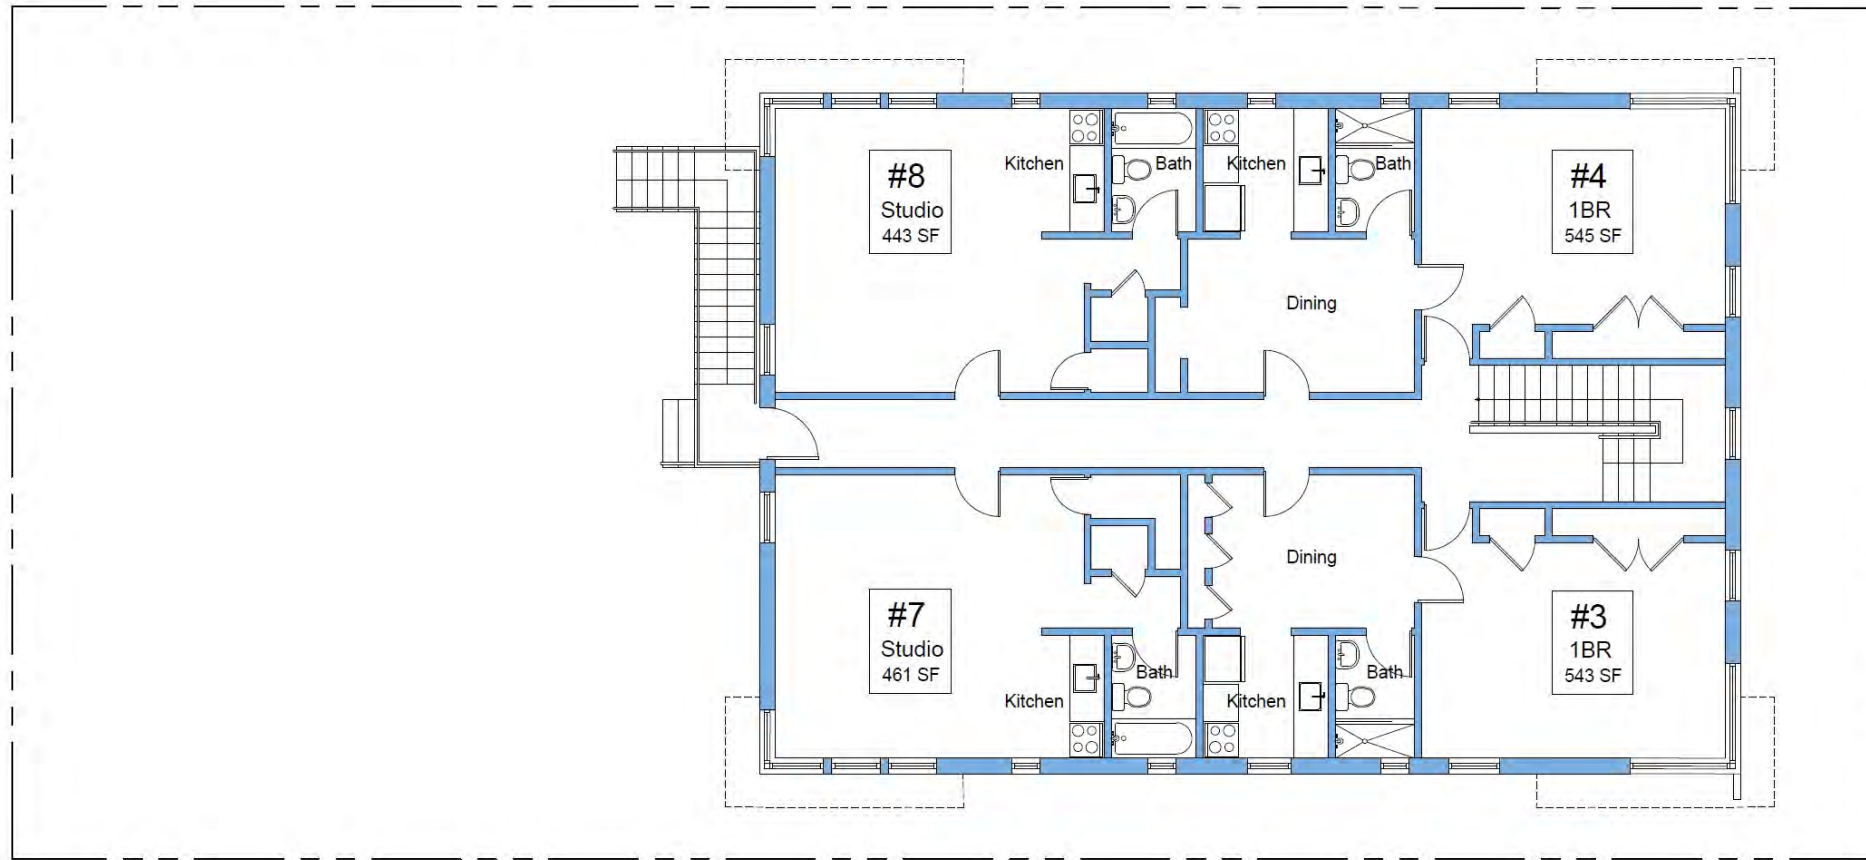 #8
Studio
443 SF
Kitchen
Bath
Kitchen
Bath
#4
1BR
545 SF
Dining
Dining
#7
Studio
461 SF
Kitchen
Bath
Kitchen
Bath
#3
1BR
543 SF